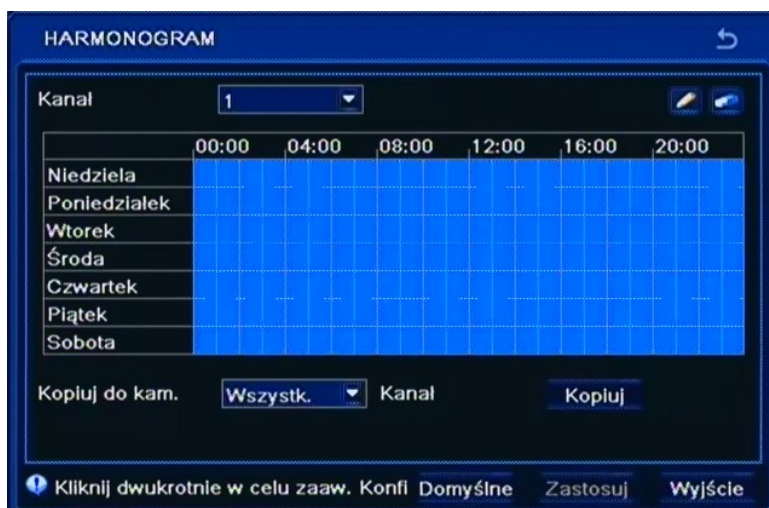 HARMONOGRAM
Kanał 1
00:00 04:00 08:00 12:00 16:00 20:00
Niedziela
Poniedziałek
Wtorek
Środa
Czwartek
Piątek
Sobota
Kopiuj do kam. Wszystk. Kanał Kopiuj
Kliknij dwukrotnie w celu zaaw. Konfi Domyślne Zastosuj Wyjście